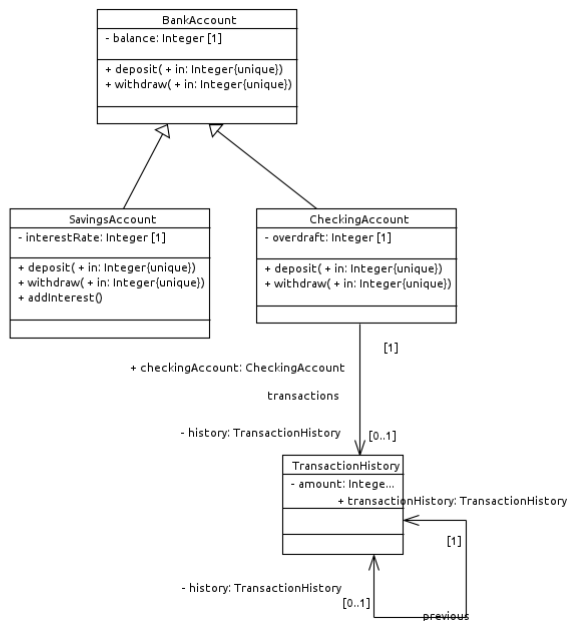 BankAccount
- balance: Integer [1]
+ deposit( + in: Integer{unique})
+ withdraw( + in: Integer{unique})
SavingsAccount
- interestRate: Integer [1]
+ deposit( + in: Integer{unique})
+ withdraw( + in: Integer{unique})
+ addInterest()
CheckingAccount
- overdraft: Integer [1]
+ deposit( + in: Integer{unique})
+ withdraw( + in: Integer{unique})
[1]
+ checkingAccount: CheckingAccount
transactions
- history: TransactionHistory
[0..1]
TransactionHistory
- amount: Intege...
+ transactionHistory: TransactionHistory
[1]
- history: TransactionHistory
[0..1]
previous